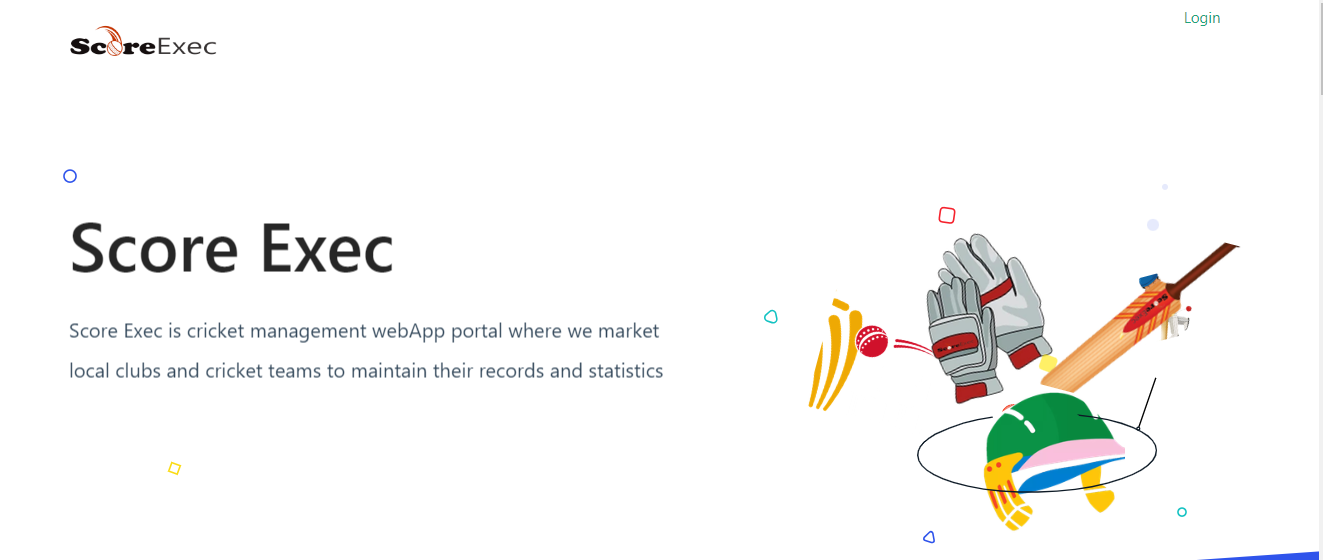 ScoreExec
Login
Score Exec
Score Exec is cricket management webApp portal where we market
local clubs and cricket teams to maintain their records and statistics